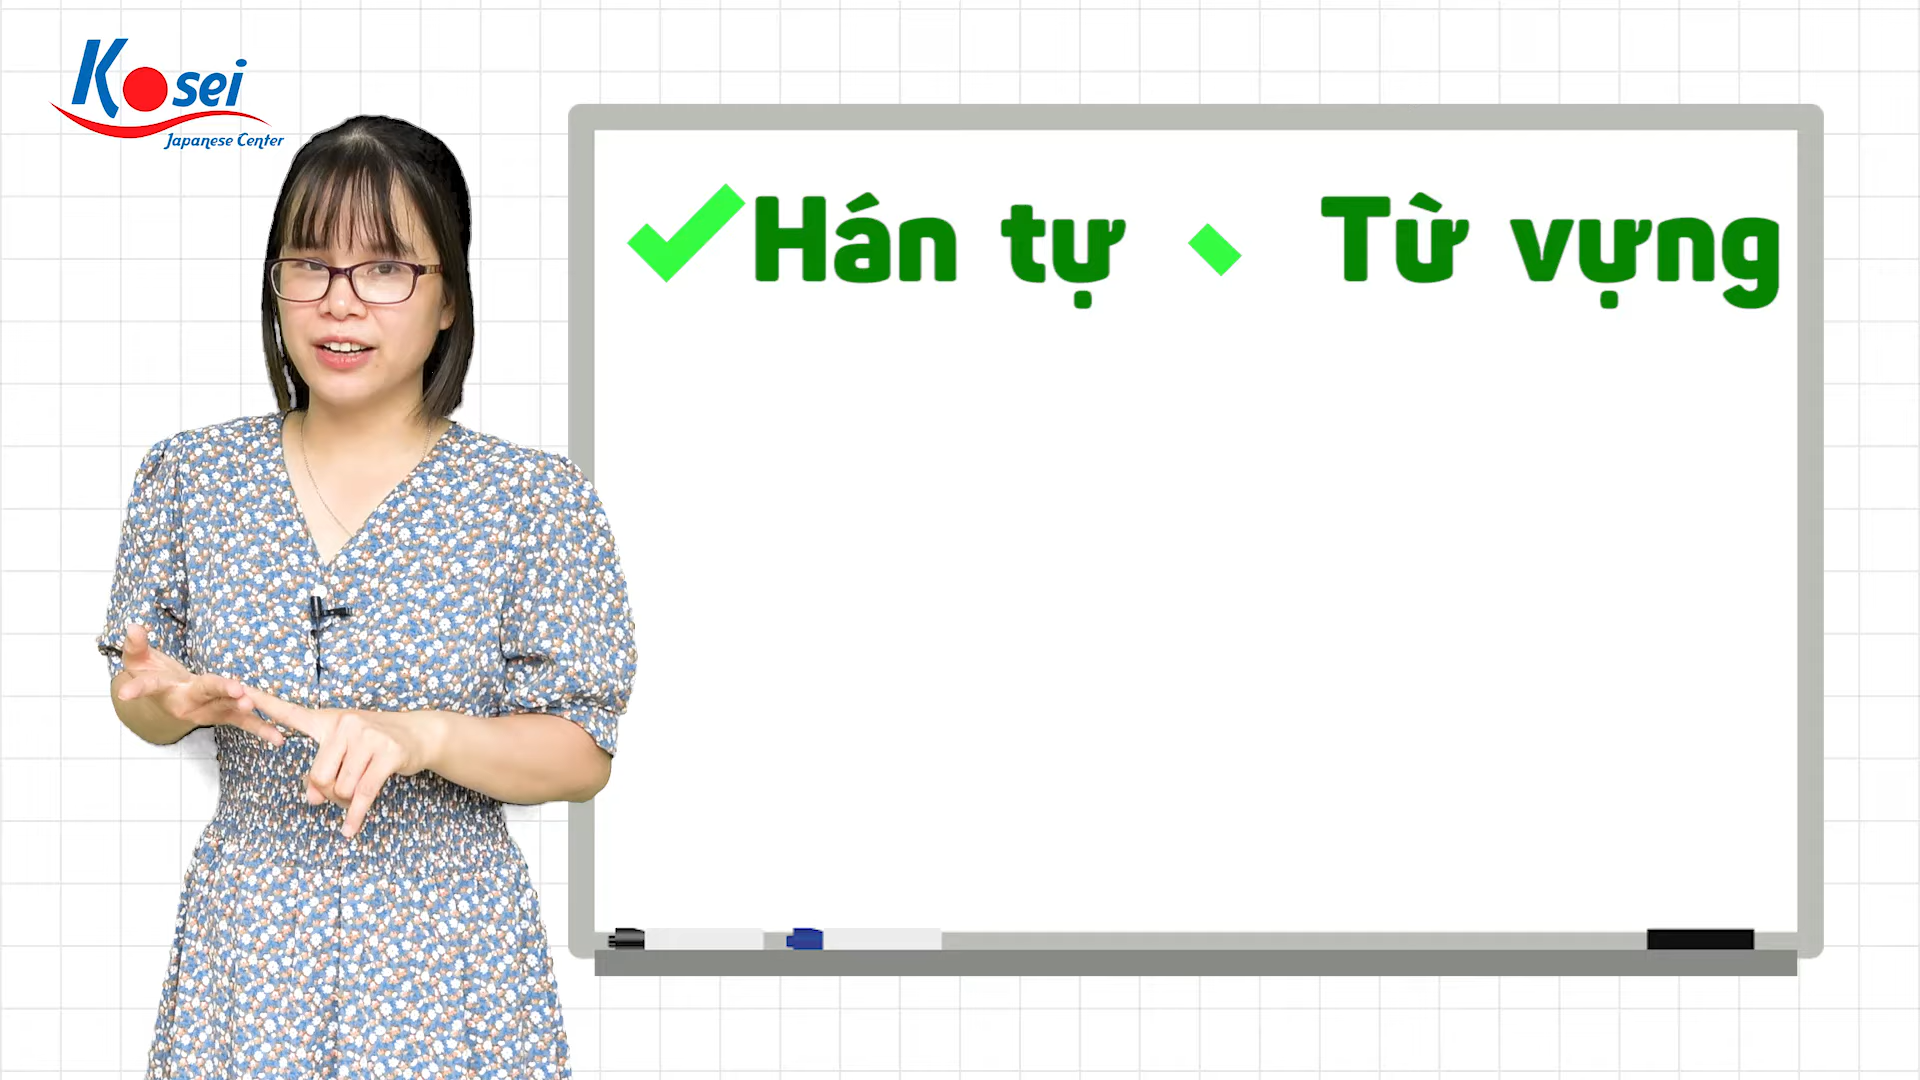 Kosei
Japanese Center
Hán tự Từ vựng